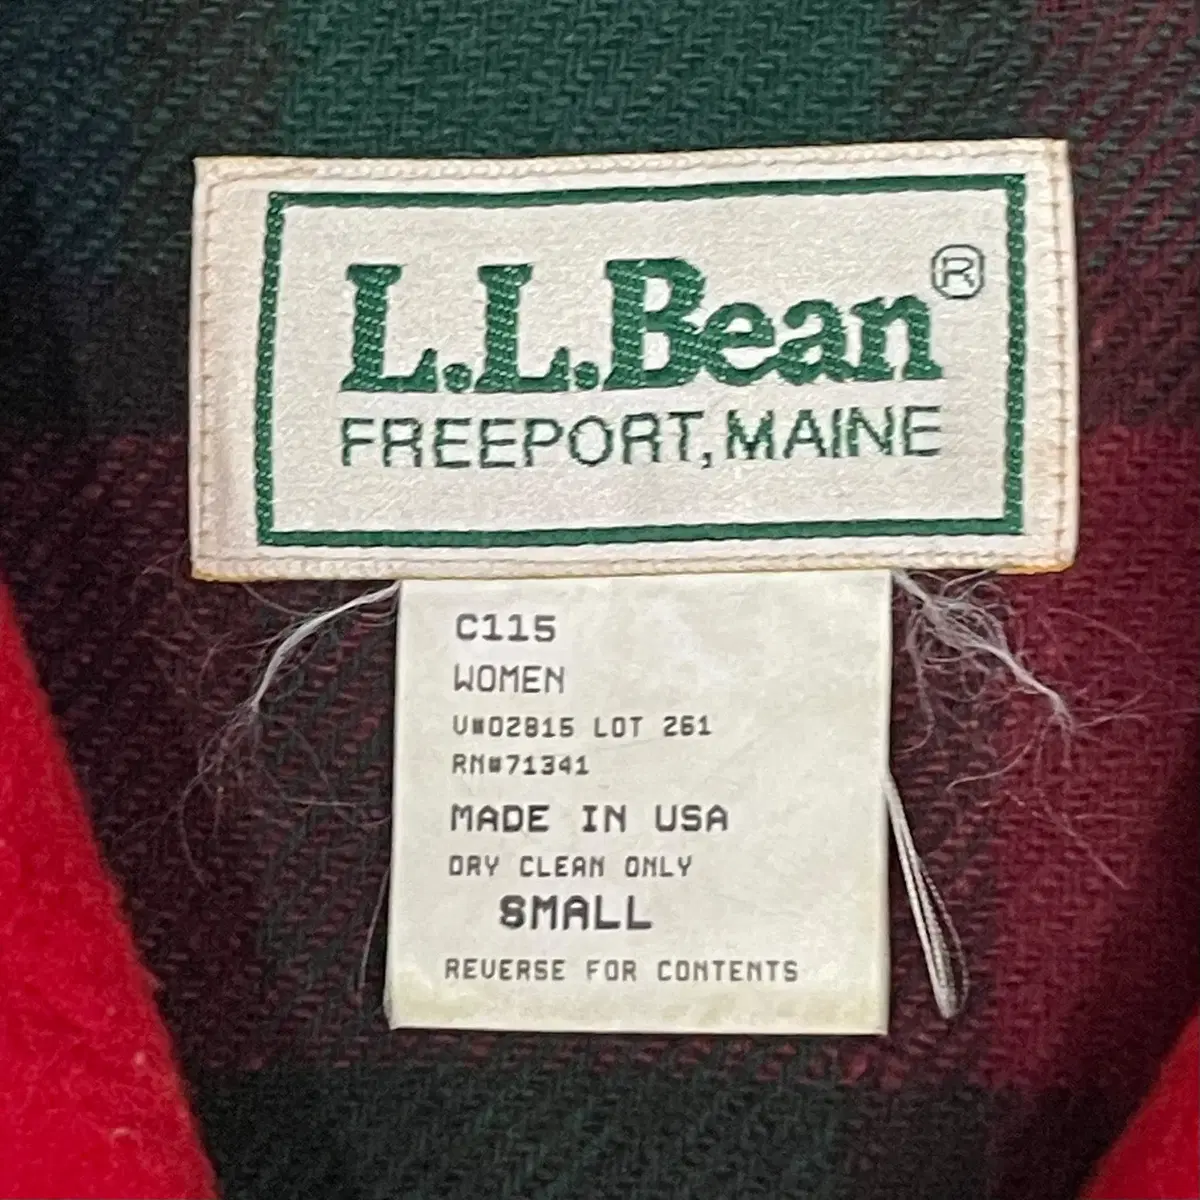 L.L.Bean®
FREEPORT, MAINE
C115
WOMEN
V#02815 LOT 261
RN#71341
MADE IN USA
DRY CLEAN ONLY
SMALL
REVERSE FOR CONTENTS